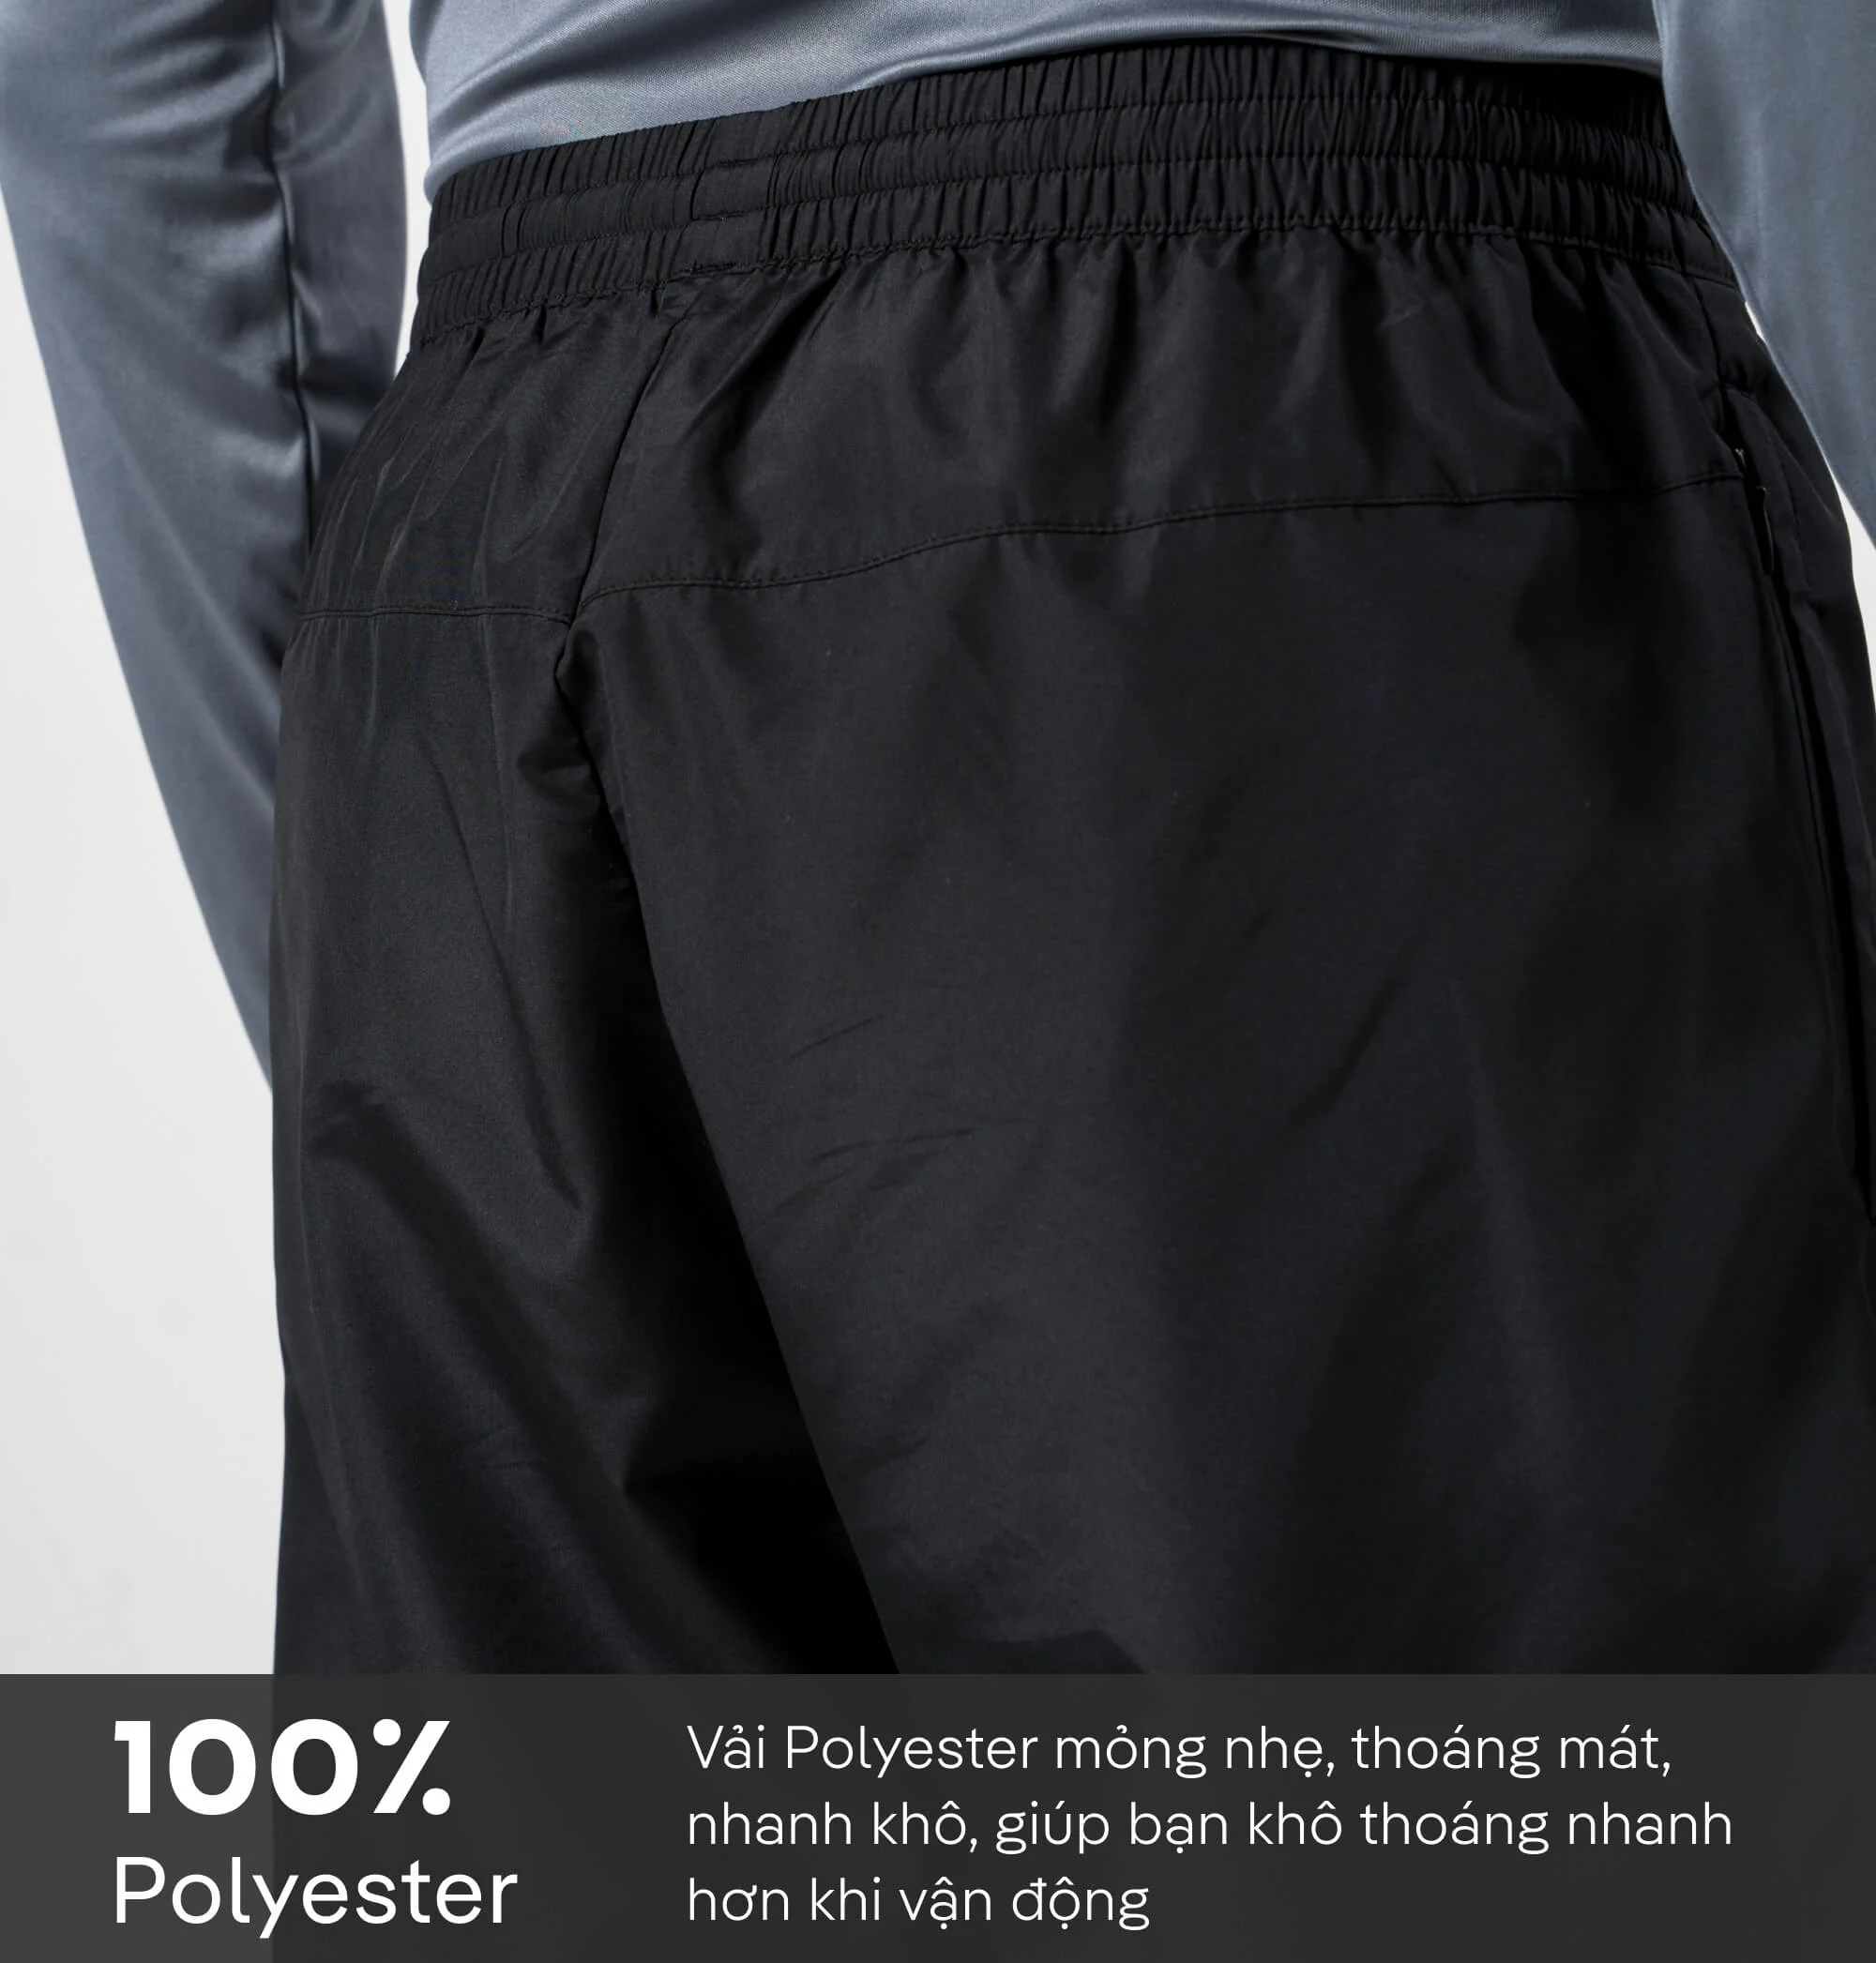 100%
Polyester
Vải Polyester mỏng nhẹ, thoáng mát,
nhanh khô, giúp bạn khô thoáng nhanh
hơn khi vận động